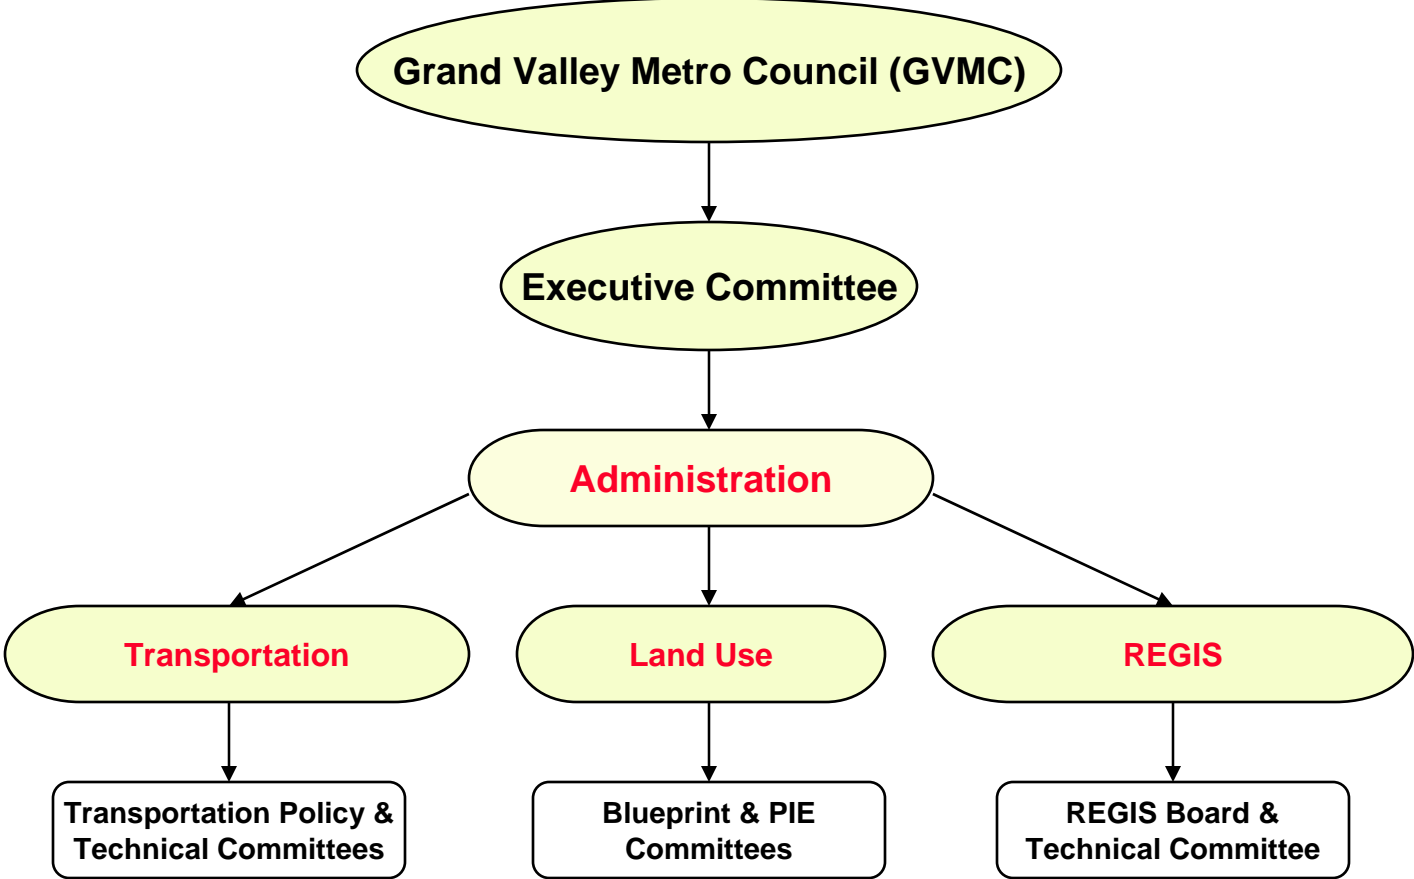 Grand Valley Metro Council (GVMC)
Executive Committee
Administration
Transportation
Land Use
REGIS
Transportation Policy &
Technical Committees
Blueprint & PIE
Committees
REGIS Board &
Technical Committee